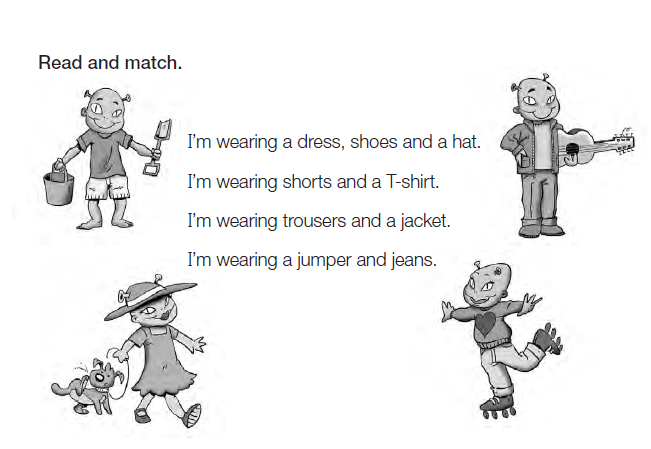 Read and match.
I'm wearing a dress, shoes and a hat.
I'm wearing shorts and a T-shirt.
I'm wearing trousers and a jacket.
I'm wearing a jumper and jeans.